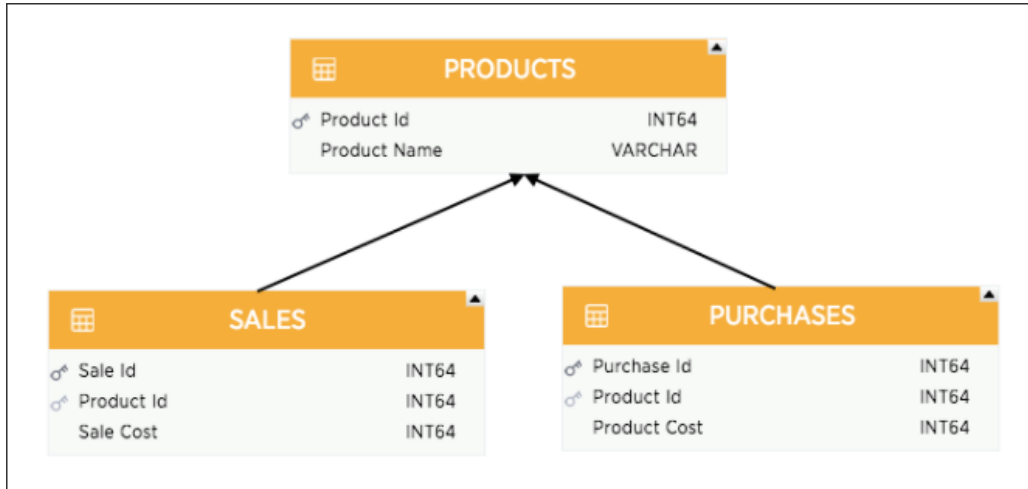 PRODUCTS
Product Id INT64
Product Name VARCHAR
SALES
Sale Id INT64
Product Id INT64
Sale Cost INT64
PURCHASES
Purchase Id INT64
Product Id INT64
Product Cost INT64